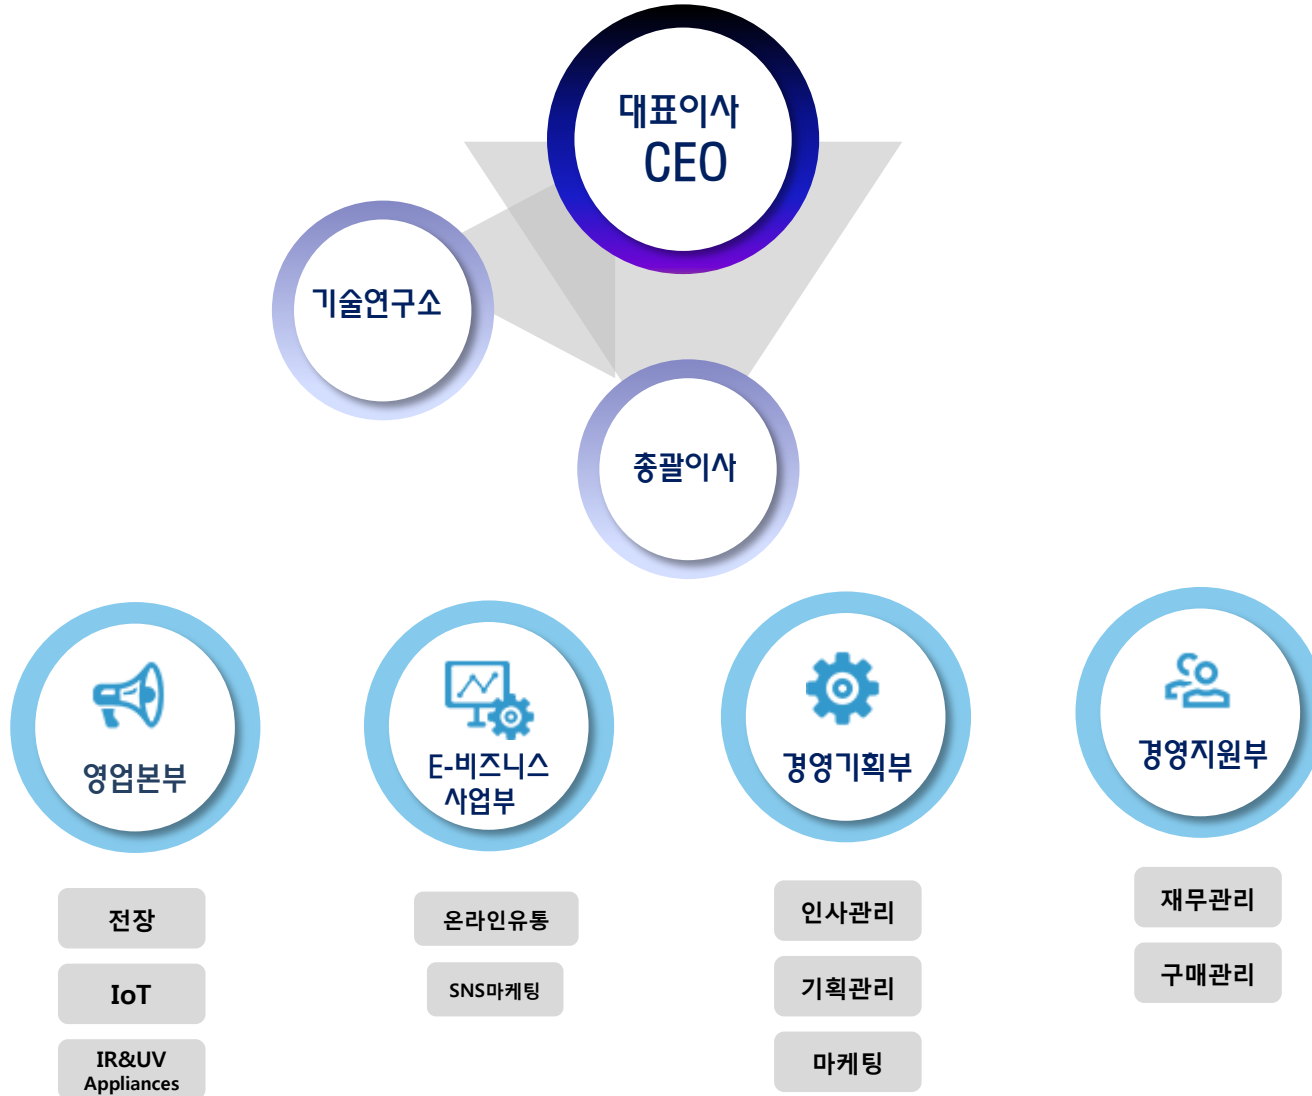 대표이사
CEO
기술연구소
총괄이사
영업본부
E-비즈니스
사업부
경영기획부
경영지원부
전장
IoT
IR&UV
Appliances
온라인유통
SNS마케팅
인사관리
기획관리
마케팅
재무관리
구매관리